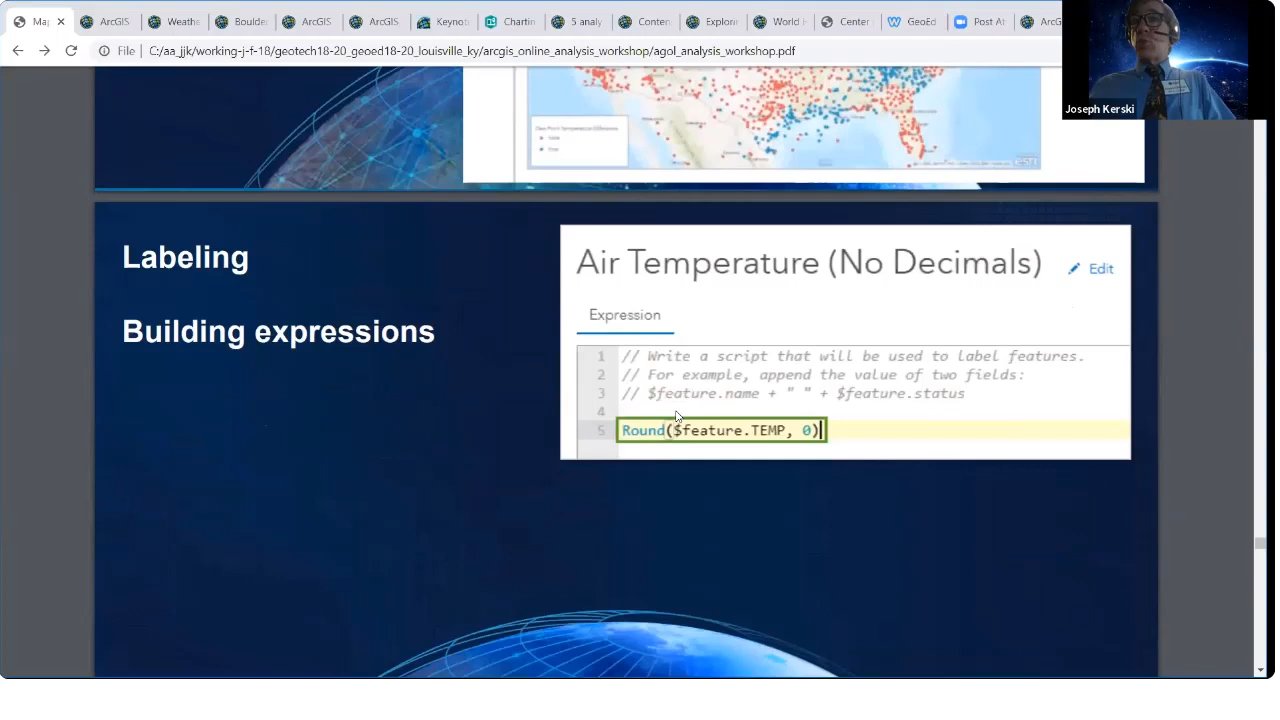 Map
ArcGIS
Weathe
Boulder
ArcGIS
ArcGIS
Keynot
Chartin
5 analy
Conten
Explorin
World H
Center
GeoEd
Post At
ArcG
File
C:/aa_jjk/working-j-f-18/geotech18-20_geoed18-20_louisville_ky/arcgis_online_analysis_workshop/agol_analysis_workshop.pdf
Joseph Kerski
esri
Labeling
Building expressions
Air Temperature (No Decimals)
Edit
Expression
1 // Write a script that will be used to label features.
2 // For example, append the value of two fields:
3 // $feature.name + " " + $feature.status
4
5 Round($feature.TEMP, 0)